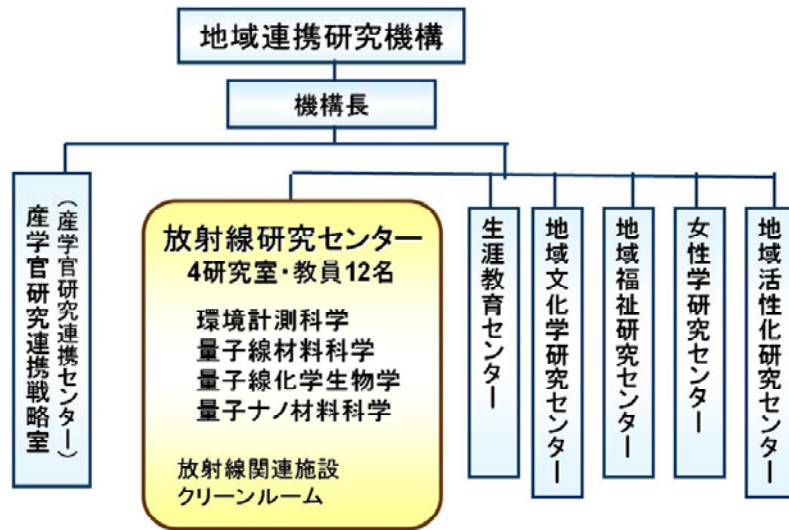 地域連携研究機構
機構長
産学官研究連携戦略室
（産学官研究連携センター）
放射線研究センター
4研究室・教員12名
環境計測科学
量子線材料科学
量子線化学生物学
量子ナノ材料科学
放射線関連施設
クリーンルーム
生涯教育センター
地域文化学研究センター
地域福祉研究センター
女性学研究センター
地域活性化研究センター